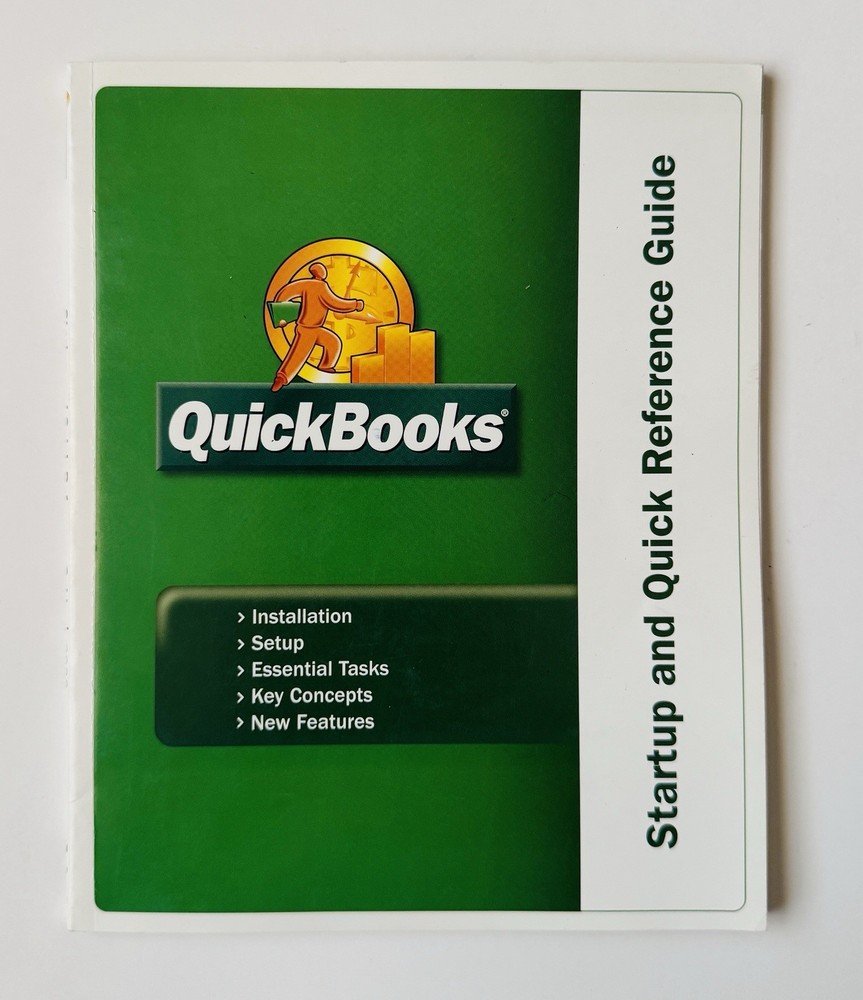 QuickBooks®
> Installation
> Setup
> Essential Tasks
> Key Concepts
> New Features
Startup and Quick Reference Guide